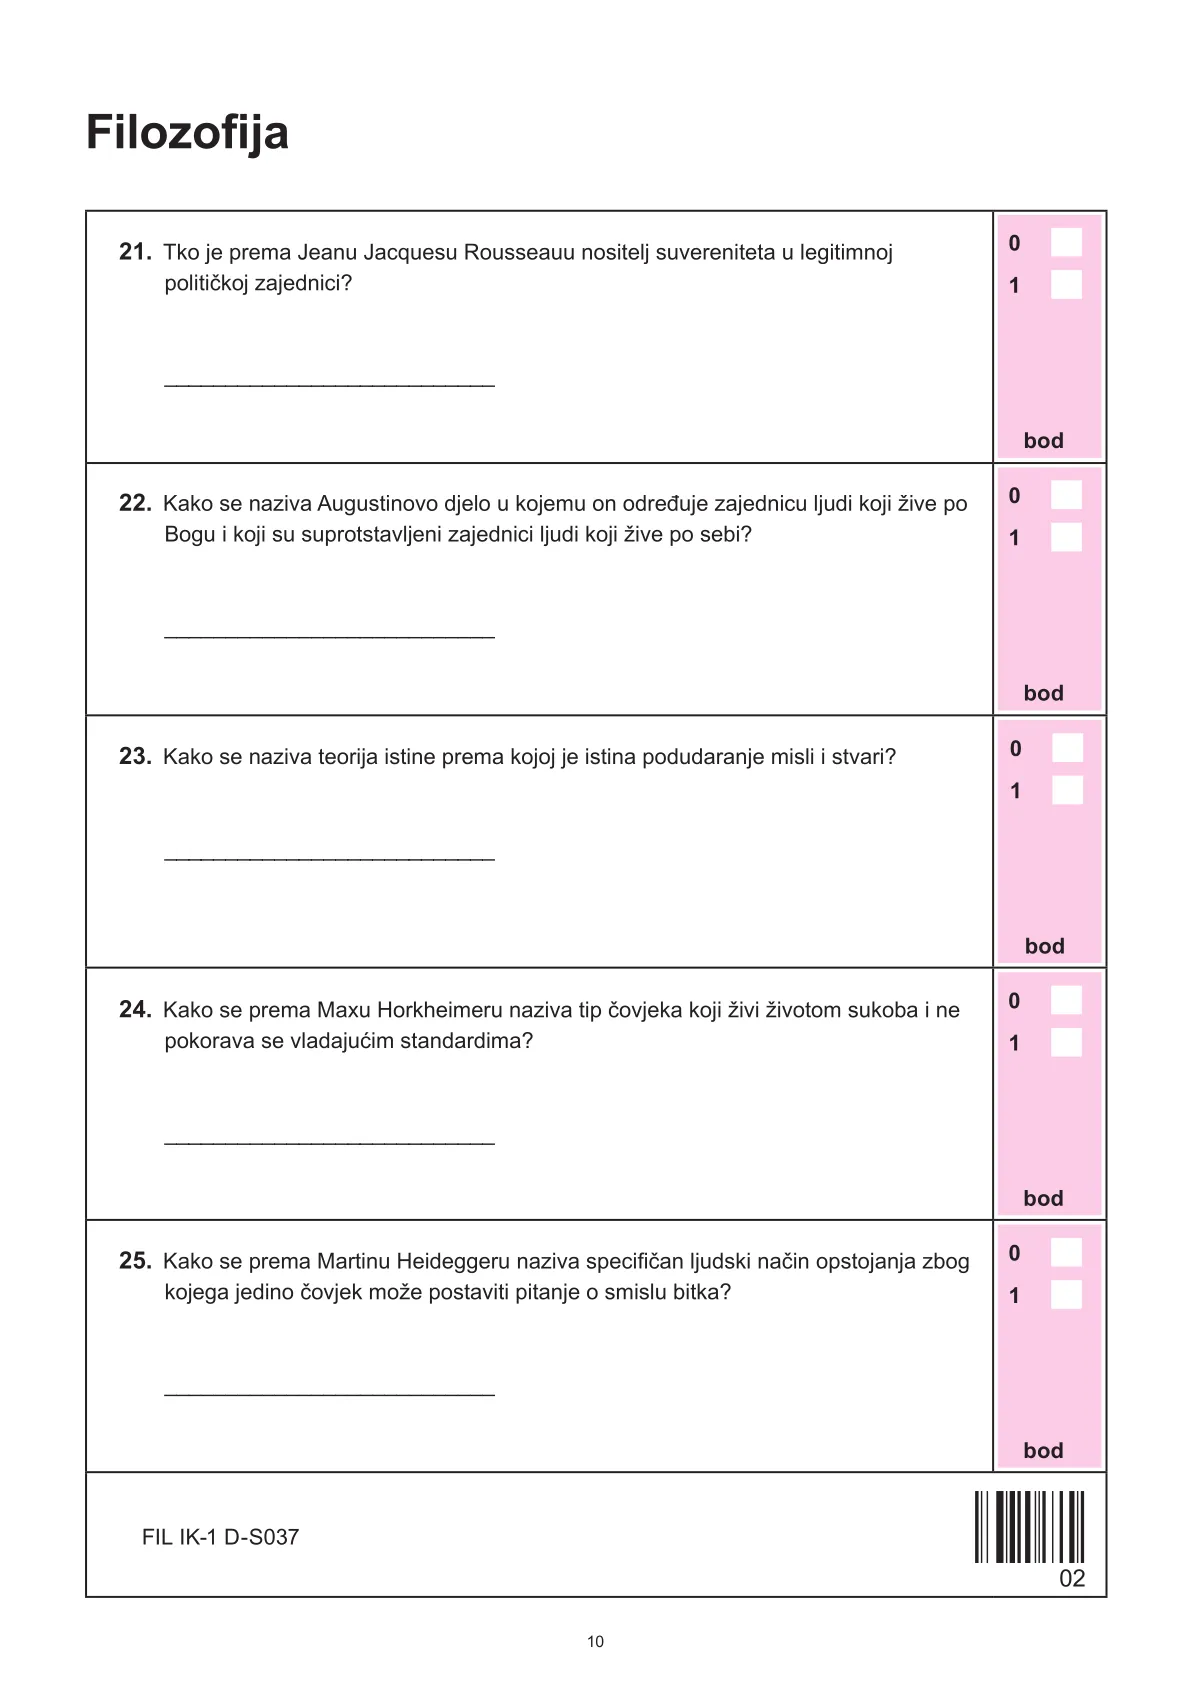 Filozofija
21. Tko je prema Jeanu Jacquesu Rousseauu nositelj suvereniteta u legitimnoj
političkoj zajednici?
___________________________
0
1
bod
22. Kako se naziva Augustinovo djelo u kojemu on određuje zajednicu ljudi koji žive po
Bogu i koji su suprotstavljeni zajednici ljudi koji žive po sebi?
___________________________
0
1
bod
23. Kako se naziva teorija istine prema kojoj je istina podudaranje misli i stvari?
___________________________
0
1
bod
24. Kako se prema Maxu Horkheimeru naziva tip čovjeka koji živi životom sukoba i ne
pokorava se vladajućim standardima?
___________________________
0
1
bod
25. Kako se prema Martinu Heideggeru naziva specifičan ljudski način opstojanja zbog
kojega jedino čovjek može postaviti pitanje o smislu bitka?
___________________________
0
1
bod
FIL IK-1 D-S037
02
10